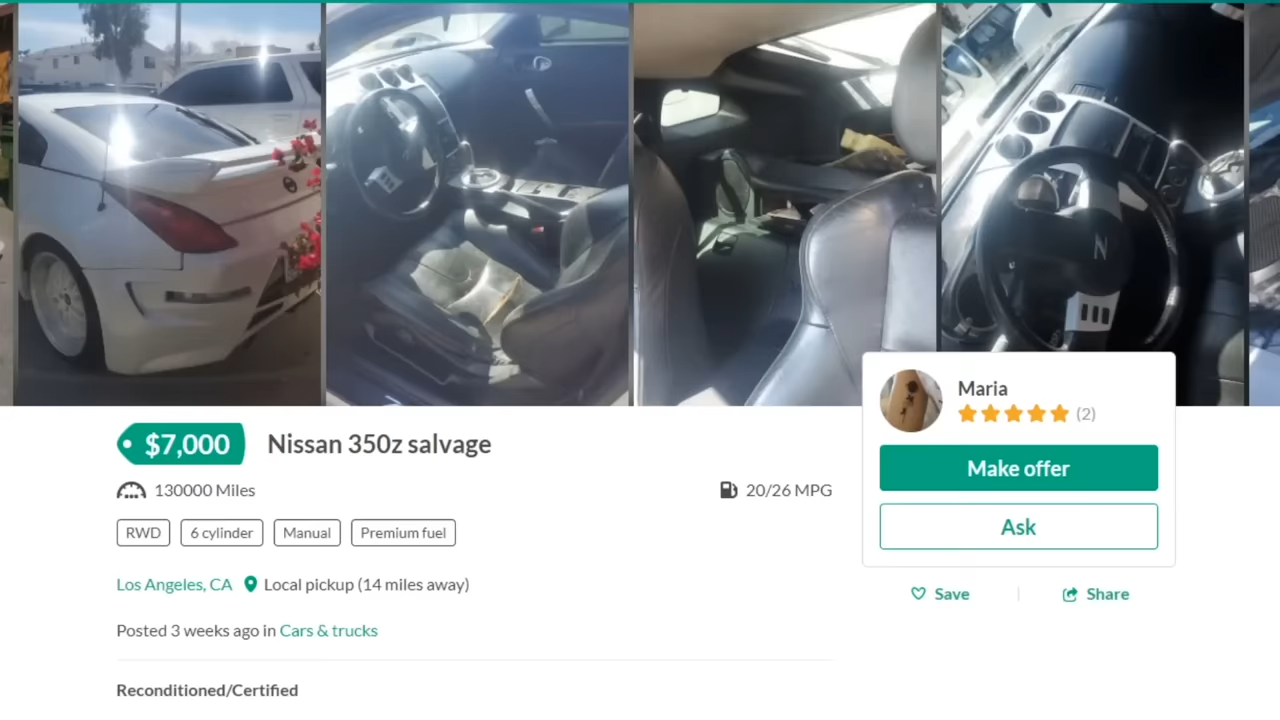 $7,000 Nissan 350z salvage
130000 Miles 20/26 MPG
RWD 6 cylinder Manual Premium fuel
Los Angeles, CA Local pickup (14 miles away)
Posted 3 weeks ago in Cars & trucks
Reconditioned/Certified
Maria
(2)
Make offer
Ask
Save | Share